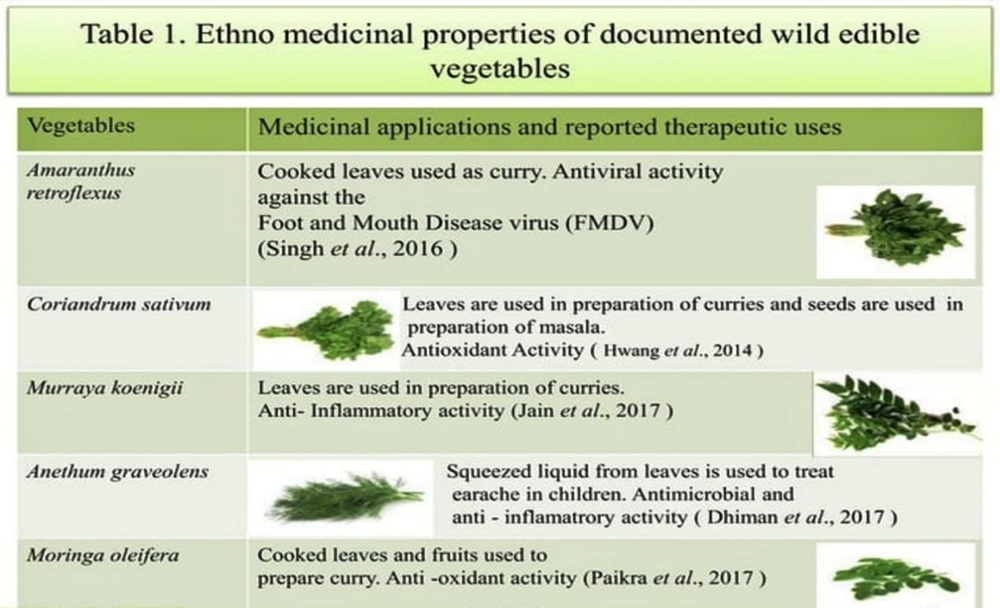 Table 1. Ethno medicinal properties of documented wild edible
vegetables
Vegetables
Medicinal applications and reported therapeutic uses
Amaranthus
retroflexus
Cooked leaves used as curry. Antiviral activity
against the
Foot and Mouth Disease virus (FMDV)
(Singh et al., 2016 )
Coriandrum sativum
Leaves are used in preparation of curries and seeds are used in
preparation of masala.
Antioxidant Activity ( Hwang et al., 2014 )
Murraya koenigii
Leaves are used in preparation of curries.
Anti- Inflammatory activity (Jain et al., 2017 )
Anethum graveolens
Squeezed liquid from leaves is used to treat
earache in children. Antimicrobial and
anti - inflamatrory activity ( Dhiman et al., 2017 )
Moringa oleifera
Cooked leaves and fruits used to
prepare curry. Anti -oxidant activity (Paikra et al., 2017 )